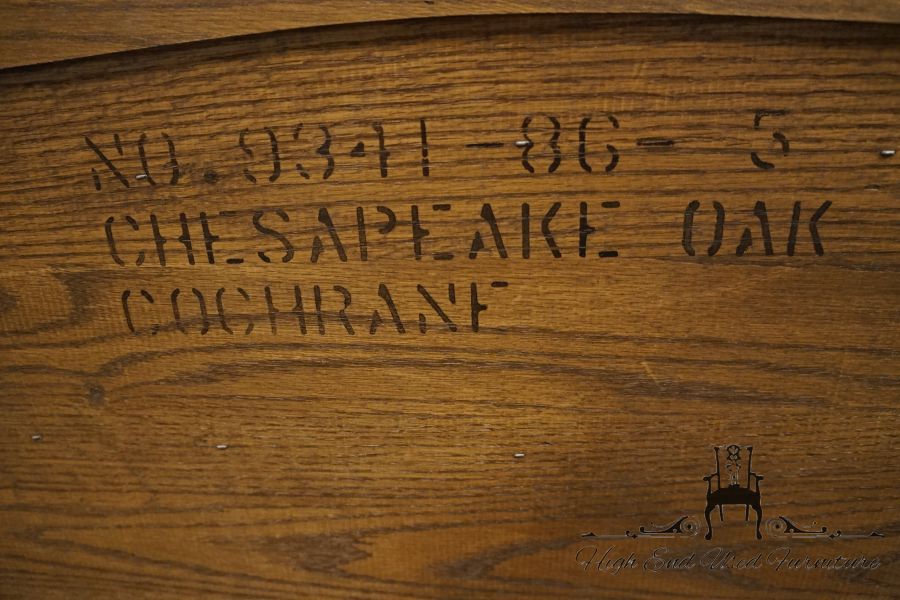 NO.9341-86- 5
CHESAPEAKE OAK
COCHRANE
High End Used Furniture